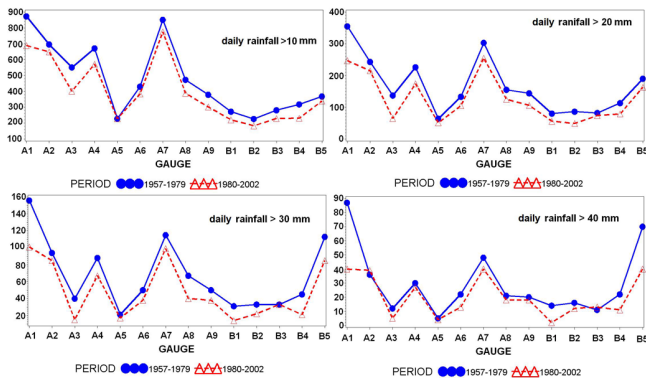 daily rainfall >10 mm
900
800
700
600
500
400
300
200
100
A1 A2 A3 A4 A5 A6 A7 A8 A9 B1 B2 B3 B4 B5
GAUGE
PERIOD 1957-1979 1980-2002
daily rainfall > 20 mm
400
300
200
100
0
A1 A2 A3 A4 A5 A6 A7 A8 A9 B1 B2 B3 B4 B5
GAUGE
PERIOD 1957-1979 1980-2002
daily rainfall > 30 mm
160
140
120
100
80
60
40
20
A1 A2 A3 A4 A5 A6 A7 A8 A9 B1 B2 B3 B4 B5
GAUGE
PERIOD 1957-1979 1980-2002
daily rainfall > 40 mm
90
80
70
60
50
40
30
20
10
0
A1 A2 A3 A4 A5 A6 A7 A8 A9 B1 B2 B3 B4 B5
GAUGE
PERIOD 1957-1979 1980-2002